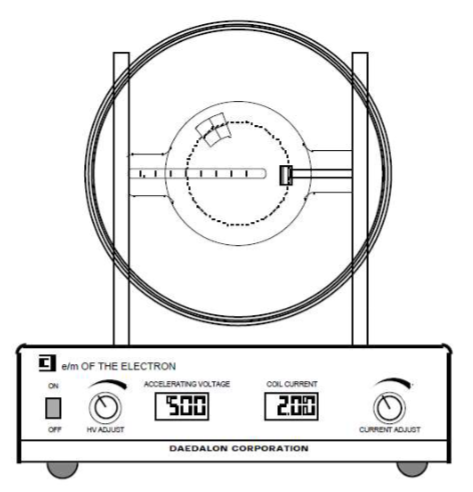 e/m OF THE ELECTRON
ON
OFF
HV ADJUST
ACCELERATING VOLTAGE
500
COIL CURRENT
2.00
CURRENT ADJUST
DAEDALON CORPORATION